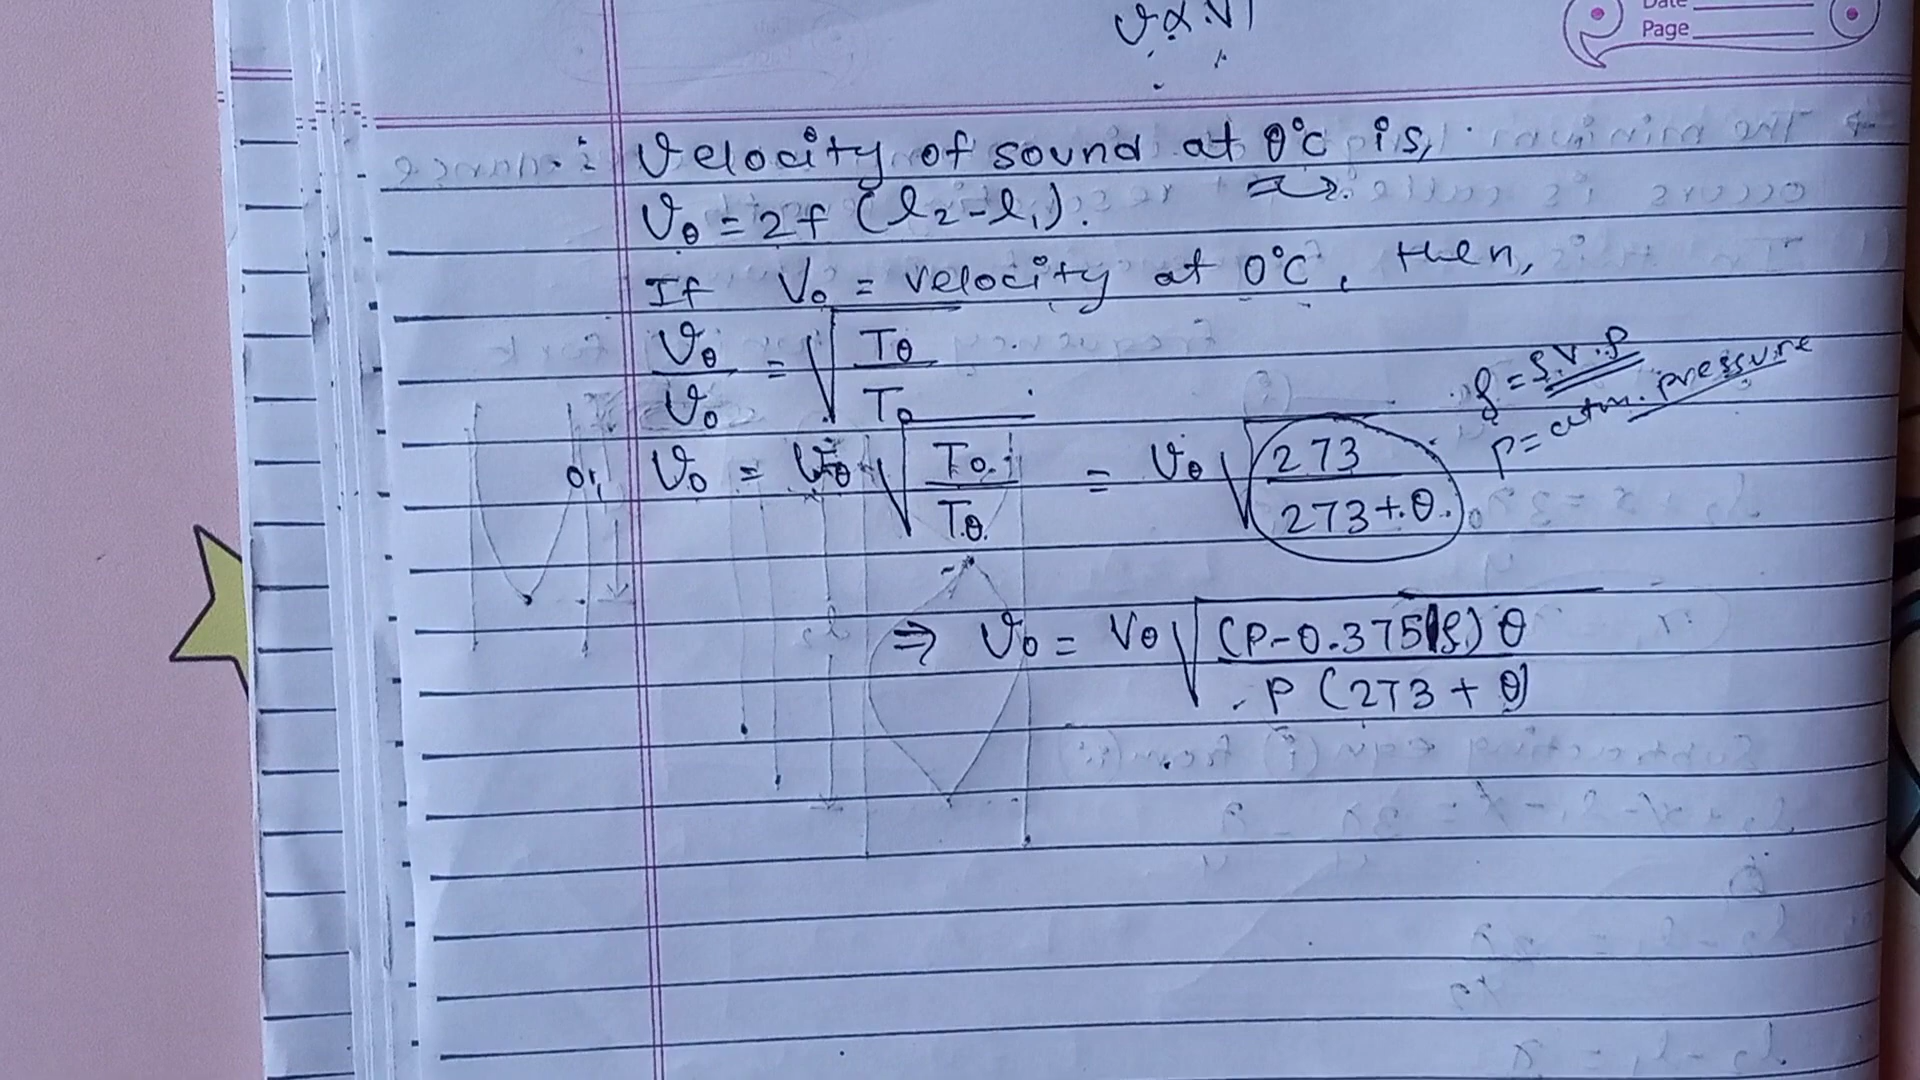 Date
Page
v ∝ √T
∴ Velocity of sound at θ°C is,
vθ = 2f (l₂-l₁).
If V₀ = velocity at 0°C, then,
vθ/v₀ = √(Tθ/T₀)
or, v₀ = vθ √(T₀/Tθ) = vθ √(273/(273+θ))
f = S.V.P
P = atm. pressure
⇒ v₀ = Vθ √((P-0.375f) θ / P(273+θ))